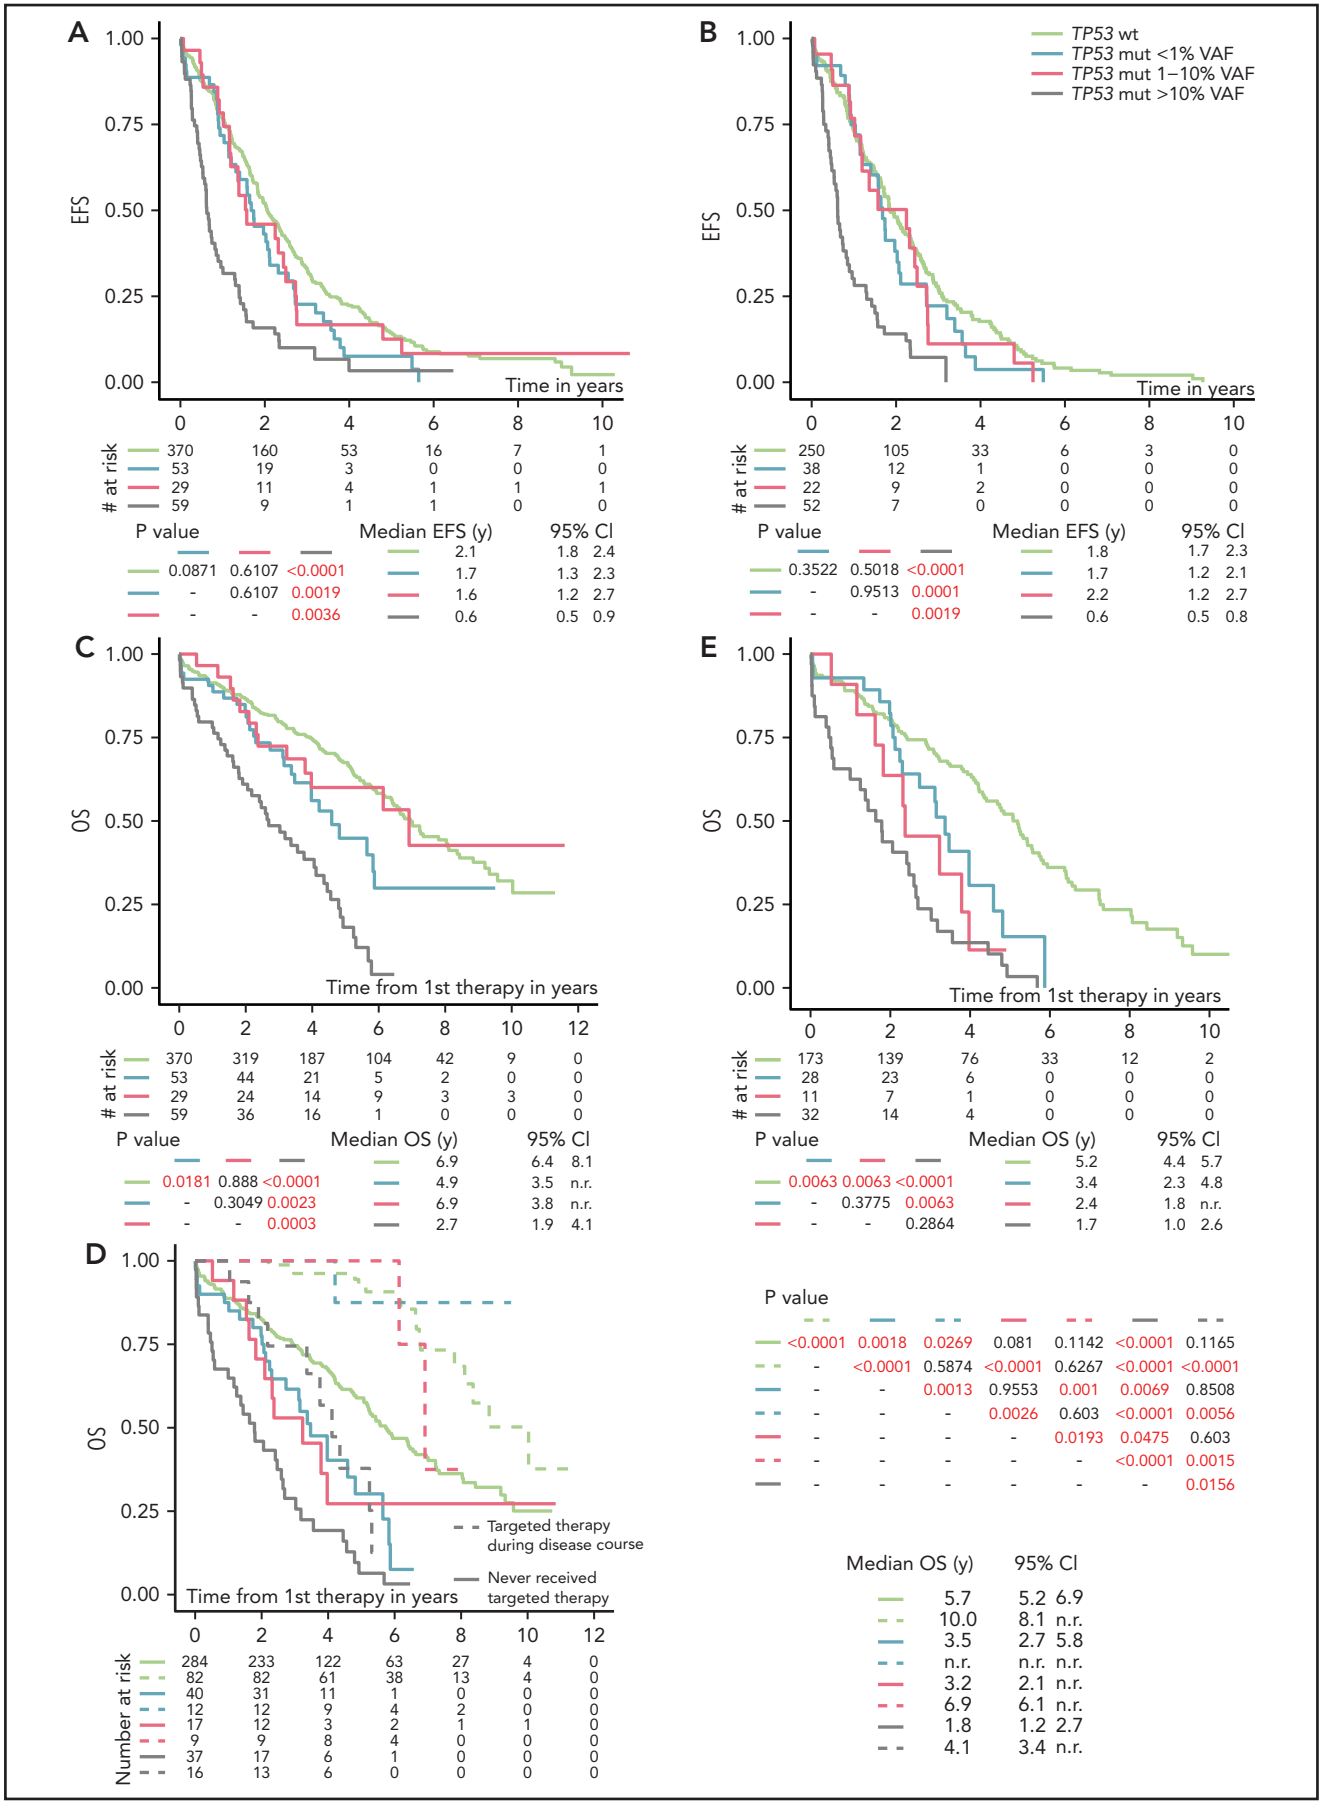 A
1.00
0.75
0.50
0.25
0.00
EFS
Time in years
0 2 4 6 8 10
# at risk
370 160 53 16 7 1
53 19 3 0 0 0
29 11 4 1 1 1
59 9 1 1 0 0
P value
0.0871 0.6107 <0.0001
- 0.6107 0.0019
- - 0.0036
Median EFS (y) 95% CI
2.1 1.8 2.4
1.7 1.3 2.3
1.6 1.2 2.7
0.6 0.5 0.9
B
TP53 wt
TP53 mut <1% VAF
TP53 mut 1–10% VAF
TP53 mut >10% VAF
1.00
0.75
0.50
0.25
0.00
EFS
Time in years
0 2 4 6 8 10
# at risk
250 105 33 6 3 0
38 12 1 0 0 0
22 9 2 0 0 0
52 7 0 0 0 0
P value
0.3522 0.5018 <0.0001
- 0.9513 0.0001
- - 0.0019
Median EFS (y) 95% CI
1.8 1.7 2.3
1.7 1.2 2.1
2.2 1.2 2.7
0.6 0.5 0.8
C
1.00
0.75
0.50
0.25
0.00
OS
Time from 1st therapy in years
0 2 4 6 8 10 12
# at risk
370 319 187 104 42 9 0
53 44 21 5 2 0 0
29 24 14 9 3 3 0
59 36 16 1 0 0 0
P value
0.0181 0.888 <0.0001
- 0.3049 0.0023
- - 0.0003
Median OS (y) 95% CI
6.9 6.4 8.1
4.9 3.5 n.r.
6.9 3.8 n.r.
2.7 1.9 4.1
E
1.00
0.75
0.50
0.25
0.00
OS
Time from 1st therapy in years
0 2 4 6 8 10
# at risk
173 139 76 33 12 2
28 23 6 0 0 0
11 7 1 0 0 0
32 14 4 0 0 0
P value
0.0063 0.0063 <0.0001
- 0.3775 0.0063
- - 0.2864
Median OS (y) 95% CI
5.2 4.4 5.7
3.4 2.3 4.8
2.4 1.8 n.r.
1.7 1.0 2.6
D
1.00
0.75
0.50
0.25
0.00
OS
Targeted therapy
during disease course
Never received
targeted therapy
Time from 1st therapy in years
0 2 4 6 8 10 12
Number at risk
284 233 122 63 27 4 0
82 82 61 38 13 4 0
40 31 11 1 0 0 0
12 12 9 4 2 0 0
17 12 3 2 1 1 0
9 9 8 4 0 0 0
37 17 6 1 0 0 0
16 13 6 0 0 0 0
P value
<0.0001 0.0018 0.0269 0.081 0.1142 <0.0001 0.1165
- <0.0001 0.5874 <0.0001 0.6267 <0.0001 <0.0001
- - 0.0013 0.9553 0.001 0.0069 0.8508
- - - 0.0026 0.603 <0.0001 0.0056
- - - - 0.0193 0.0475 0.603
- - - - - <0.0001 0.0015
- - - - - - 0.0156
Median OS (y) 95% CI
5.7 5.2 6.9
10.0 8.1 n.r.
3.5 2.7 5.8
n.r. n.r. n.r.
3.2 2.1 n.r.
6.9 6.1 n.r.
1.8 1.2 2.7
4.1 3.4 n.r.